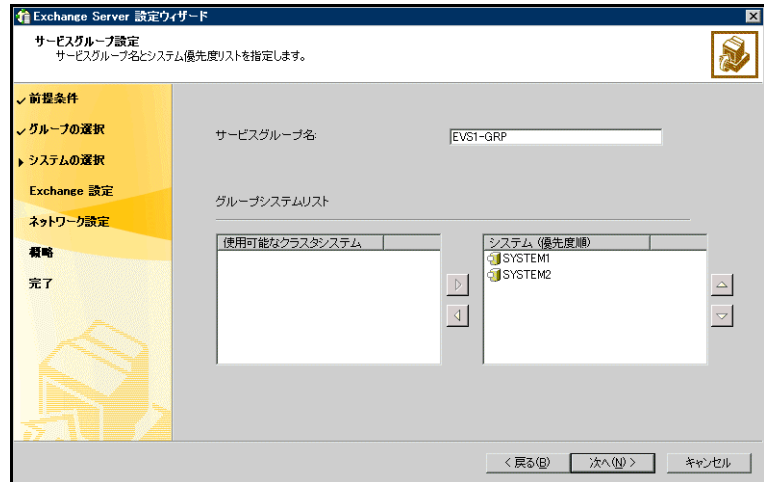 Exchange Server 設定ウィザード
サービスグループ設定
サービスグループ名とシステム優先度リストを指定します。
前提条件
グループの選択
システムの選択
Exchange 設定
ネットワーク設定
概略
完了
サービスグループ名:
EVS1-GRP
グループシステムリスト
使用可能なクラスタシステム
システム (優先度順)
SYSTEM1
SYSTEM2
< 戻る(B)
次へ(N) >
キャンセル